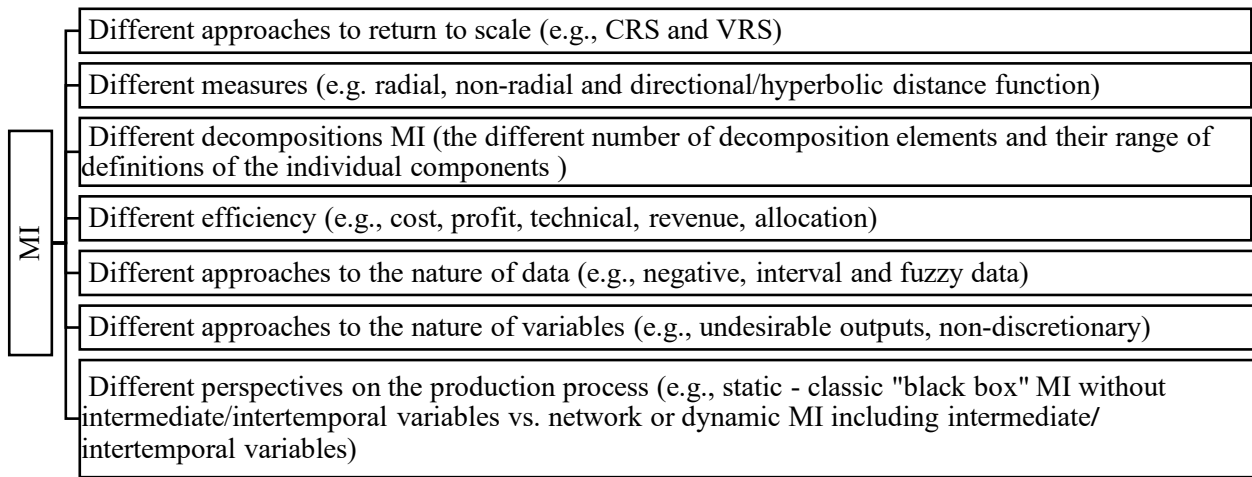 MI
Different approaches to return to scale (e.g., CRS and VRS)
Different measures (e.g. radial, non-radial and directional/hyperbolic distance function)
Different decompositions MI (the different number of decomposition elements and their range of
definitions of the individual components )
Different efficiency (e.g., cost, profit, technical, revenue, allocation)
Different approaches to the nature of data (e.g., negative, interval and fuzzy data)
Different approaches to the nature of variables (e.g., undesirable outputs, non-discretionary)
Different perspectives on the production process (e.g., static - classic "black box" MI without
intermediate/intertemporal variables vs. network or dynamic MI including intermediate/
intertemporal variables)